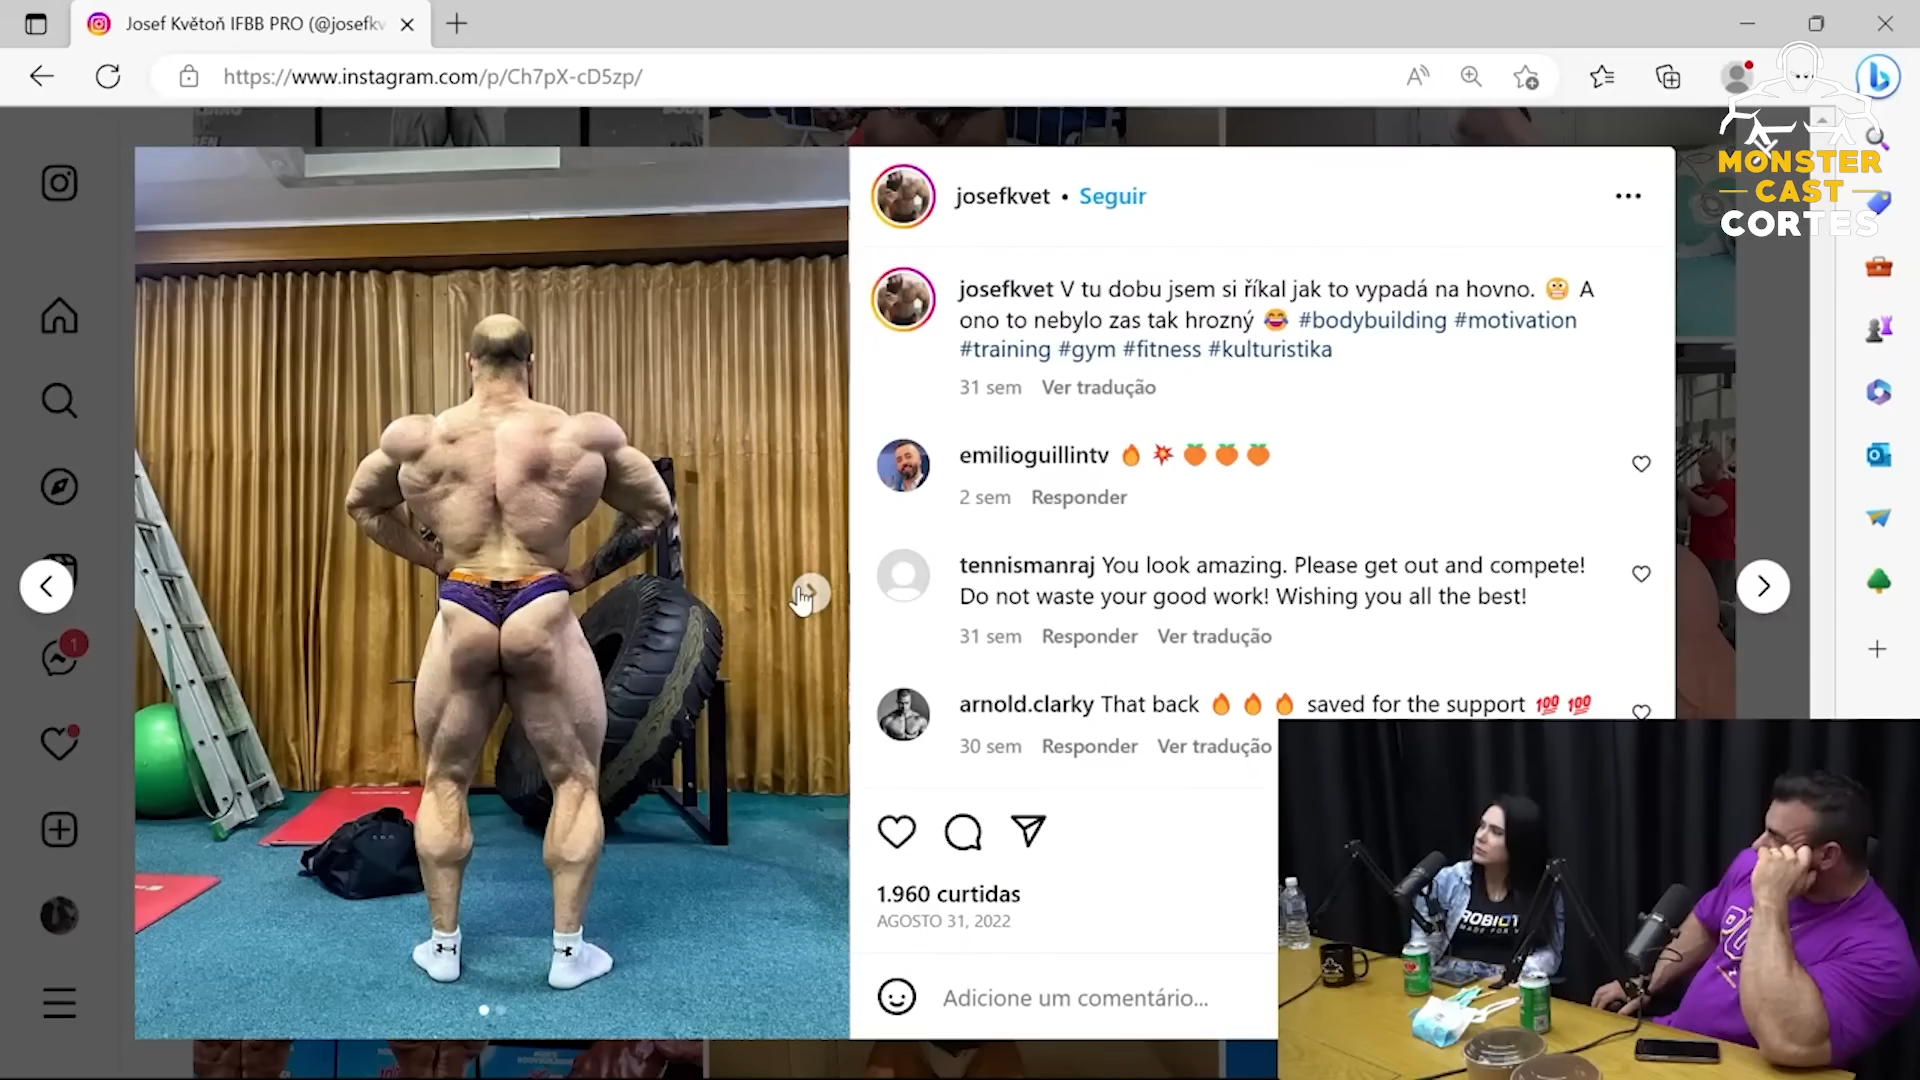 Josef Květoň IFBB PRO (@josefkv
https://www.instagram.com/p/Ch7pX-cD5zp/
MONSTER
CAST
CORTES
josefkvet • Seguir
josefkvet V tu dobu jsem si říkal jak to vypadá na hovno. 😬 A
ono to nebylo zas tak hrozný 😂 #bodybuilding #motivation
#training #gym #fitness #kulturistika
31 sem Ver tradução
emilioguillintv 🔥 💥 🍑 🍑 🍑
2 sem Responder
tennismanraj You look amazing. Please get out and compete!
Do not waste your good work! Wishing you all the best!
31 sem Responder Ver tradução
arnold.clarky That back 🔥 🔥 🔥 saved for the support 💯 💯
30 sem Responder Ver tradução
1
1.960 curtidas
AGOSTO 31, 2022
Adicione um comentário...